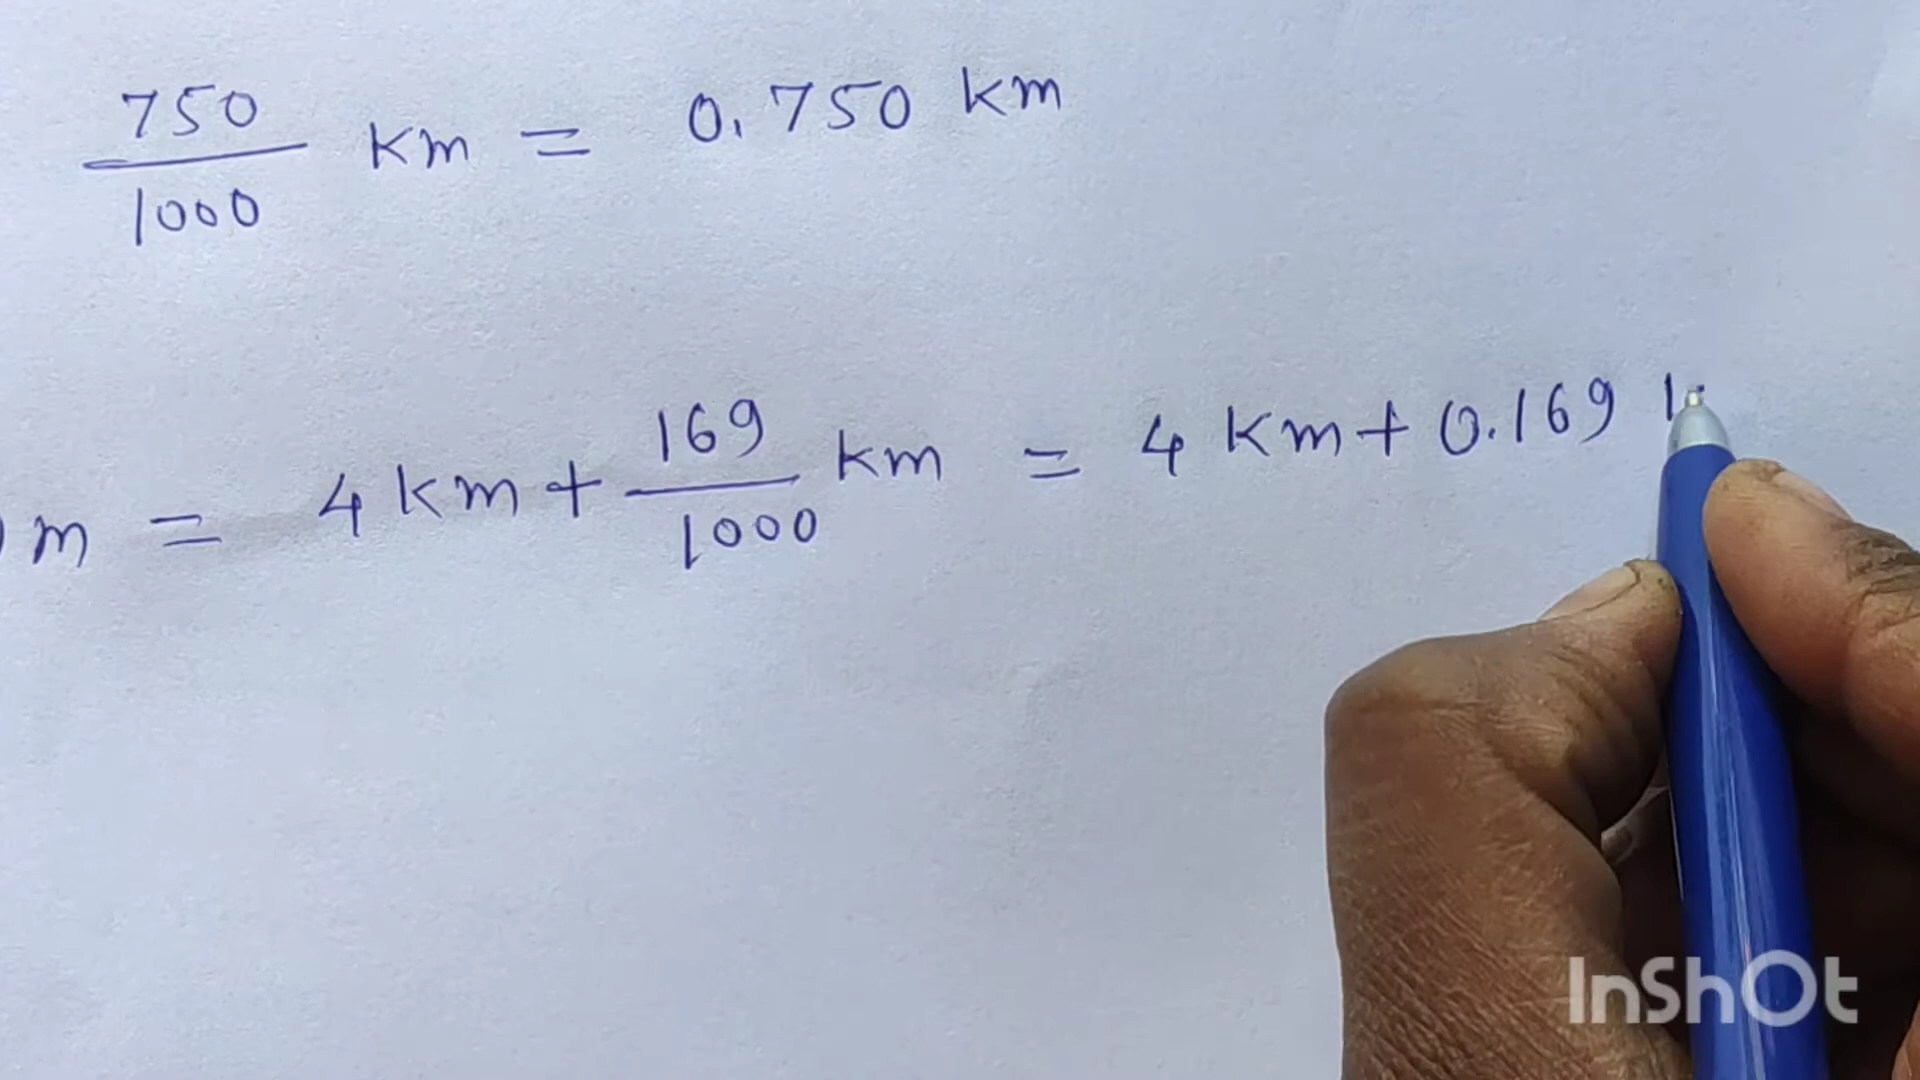 750/1000 km = 0.750 km
m = 4 km + 169/1000 km = 4 km + 0.169
InShOt